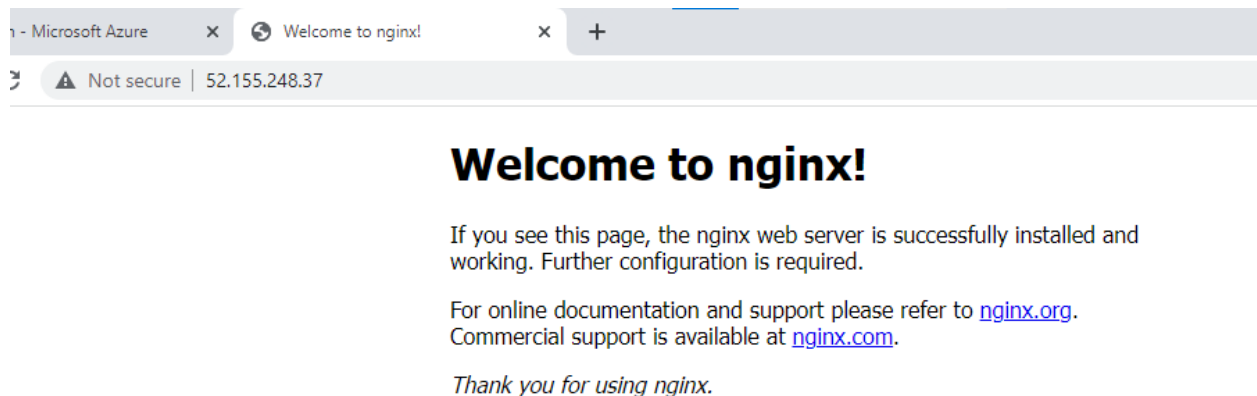 - Microsoft Azure
Welcome to nginx!
Not secure | 52.155.248.37
Welcome to nginx!
If you see this page, the nginx web server is successfully installed and
working. Further configuration is required.
For online documentation and support please refer to nginx.org.
Commercial support is available at nginx.com.
Thank you for using nginx.